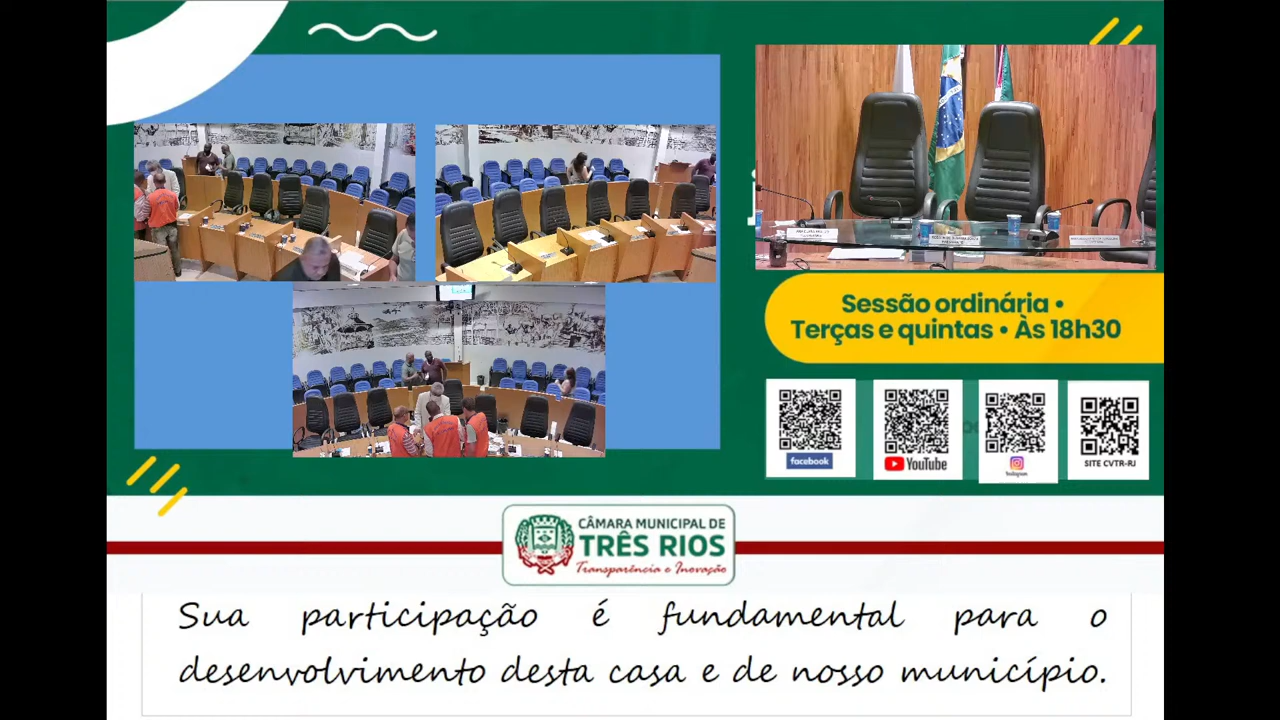 Sessão ordinária •
Terças e quintas • Às 18h30
facebook
YouTube
Instagram
SITE CVTR-RJ
CÂMARA MUNICIPAL DE
TRÊS RIOS
Transparência e Inovação
Sua participação é fundamental para o
desenvolvimento desta casa e de nosso município.